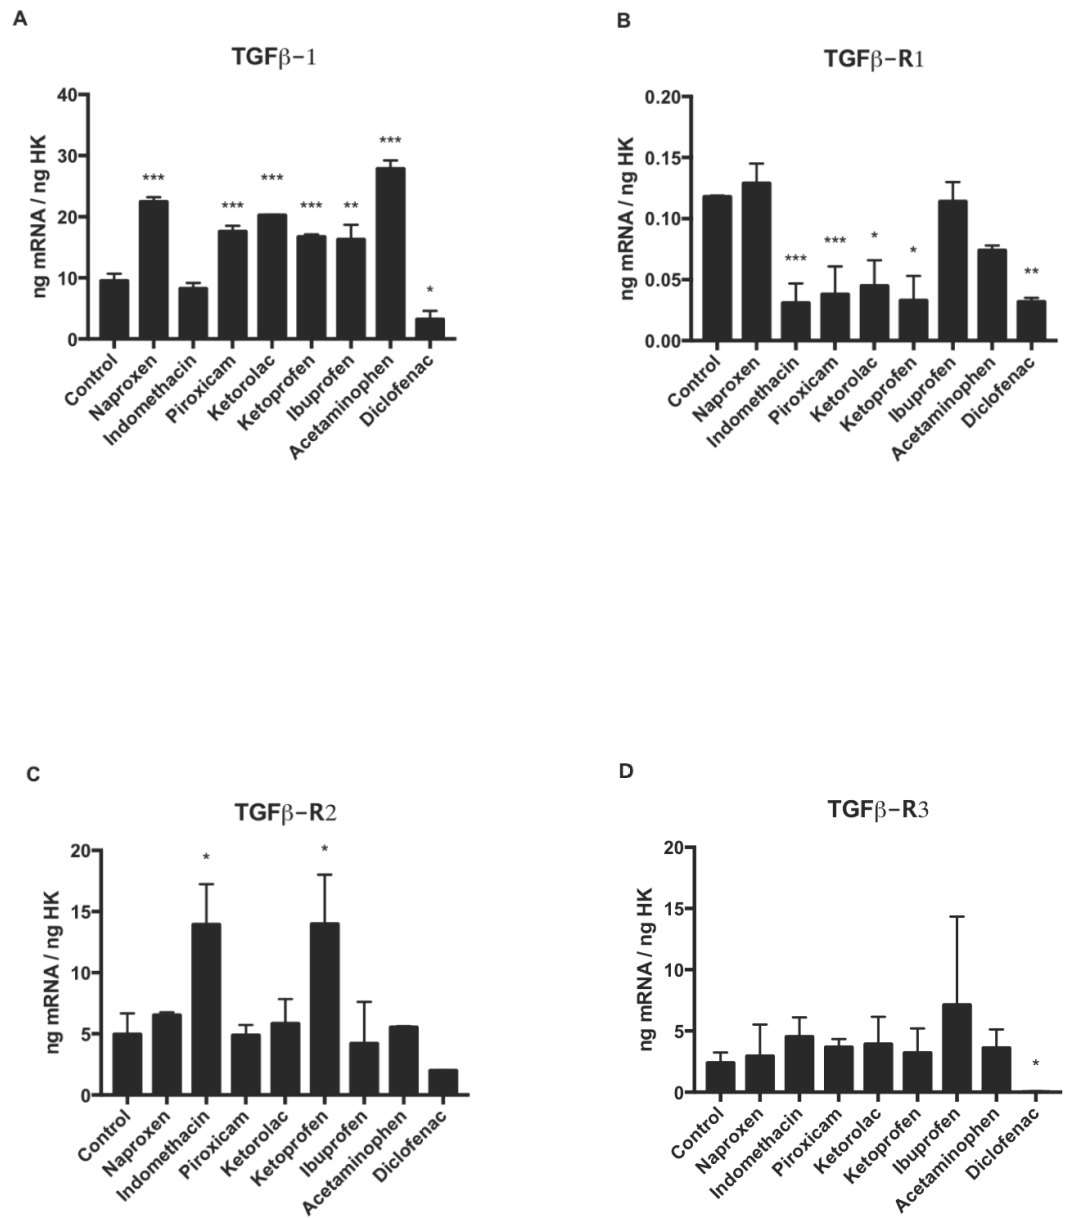 A
TGFβ−1
ng mRNA / ng HK
40
30
20
10
0
***
***
***
***
**
***
*
Control
Naproxen
Indomethacin
Piroxicam
Ketorolac
Ketoprofen
Ibuprofen
Acetaminophen
Diclofenac
B
TGFβ−R1
ng mRNA / ng HK
0.20
0.15
0.10
0.05
0.00
***
***
*
*
**
Control
Naproxen
Indomethacin
Piroxicam
Ketorolac
Ketoprofen
Ibuprofen
Acetaminophen
Diclofenac
C
TGFβ−R2
ng mRNA / ng HK
20
15
10
5
0
*
*
Control
Naproxen
Indomethacin
Piroxicam
Ketorolac
Ketoprofen
Ibuprofen
Acetaminophen
Diclofenac
D
TGFβ−R3
ng mRNA / ng HK
20
15
10
5
0
*
Control
Naproxen
Indomethacin
Piroxicam
Ketorolac
Ketoprofen
Ibuprofen
Acetaminophen
Diclofenac